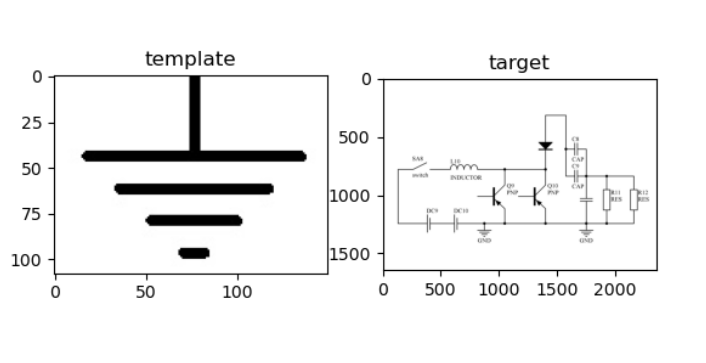 template
target
0
25
50
75
100
0
50
100
0
500
1000
1500
0
500
1000
1500
2000
SA8
switch
L10
INDUCTOR
Q9
PNP
Q10
PNP
C8
CAP
C9
CAP
R11
RES
R12
RES
DC9
DC10
GND
GND